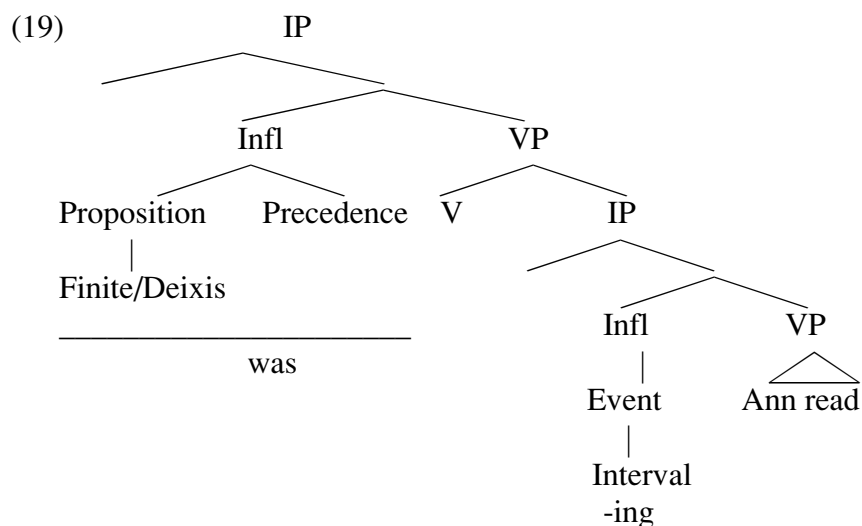 (19) IP
Infl VP
Proposition Precedence V IP
Finite/Deixis
Infl VP
was
Event Ann read
Interval
-ing